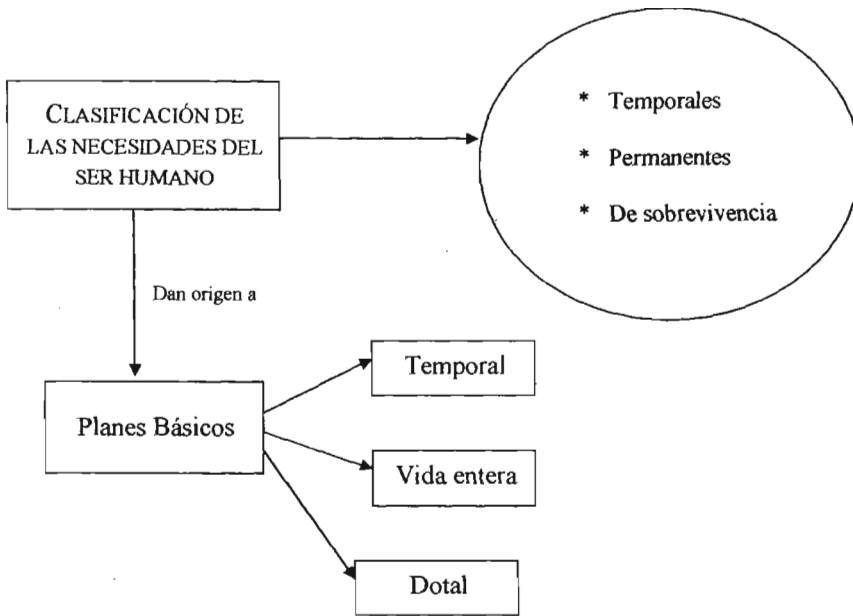 CLASIFICACIÓN DE
LAS NECESIDADES DEL
SER HUMANO
* Temporales
* Permanentes
* De sobrevivencia
Dan origen a
Planes Básicos
Temporal
Vida entera
Dotal